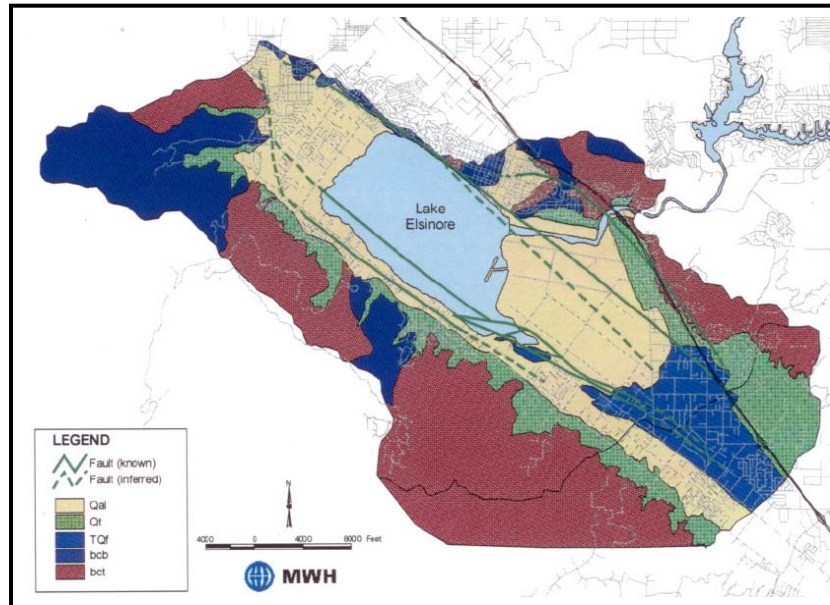 Lake
Elsinore
LEGEND
Fault (known)
Fault (inferred)
Qal
Qt
TQf
bcb
bct
N
4000 0 4000 8000 Feet
MWH